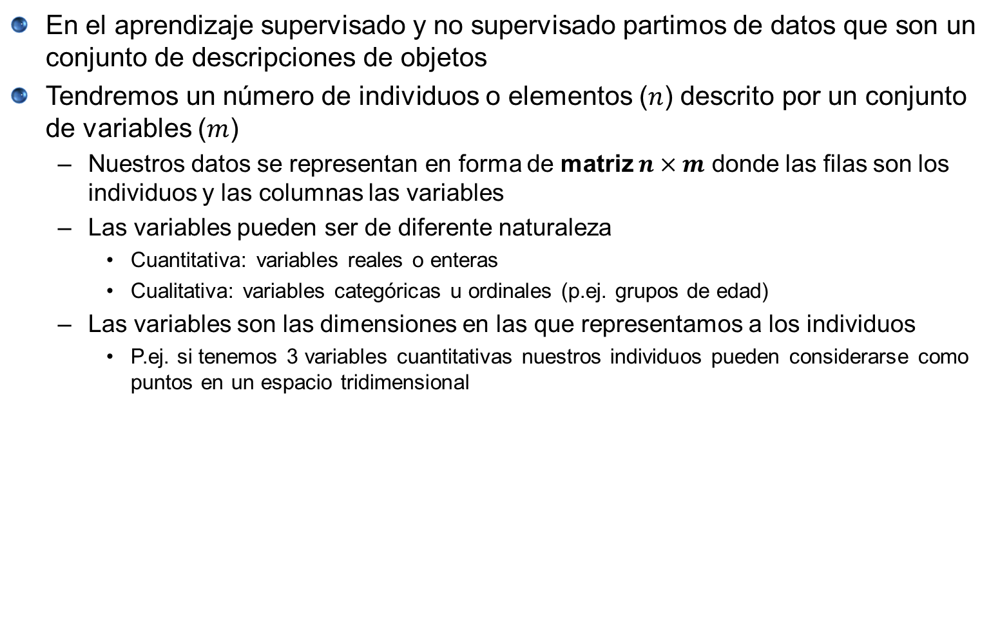 En el aprendizaje supervisado y no supervisado partimos de datos que son un
conjunto de descripciones de objetos
Tendremos un número de individuos o elementos (𝑛) descrito por un conjunto
de variables (𝑚)
– Nuestros datos se representan en forma de matriz 𝒏 × 𝒎 donde las filas son los
individuos y las columnas las variables
– Las variables pueden ser de diferente naturaleza
• Cuantitativa: variables reales o enteras
• Cualitativa: variables categóricas u ordinales (p.ej. grupos de edad)
– Las variables son las dimensiones en las que representamos a los individuos
• P.ej. si tenemos 3 variables cuantitativas nuestros individuos pueden considerarse como
puntos en un espacio tridimensional